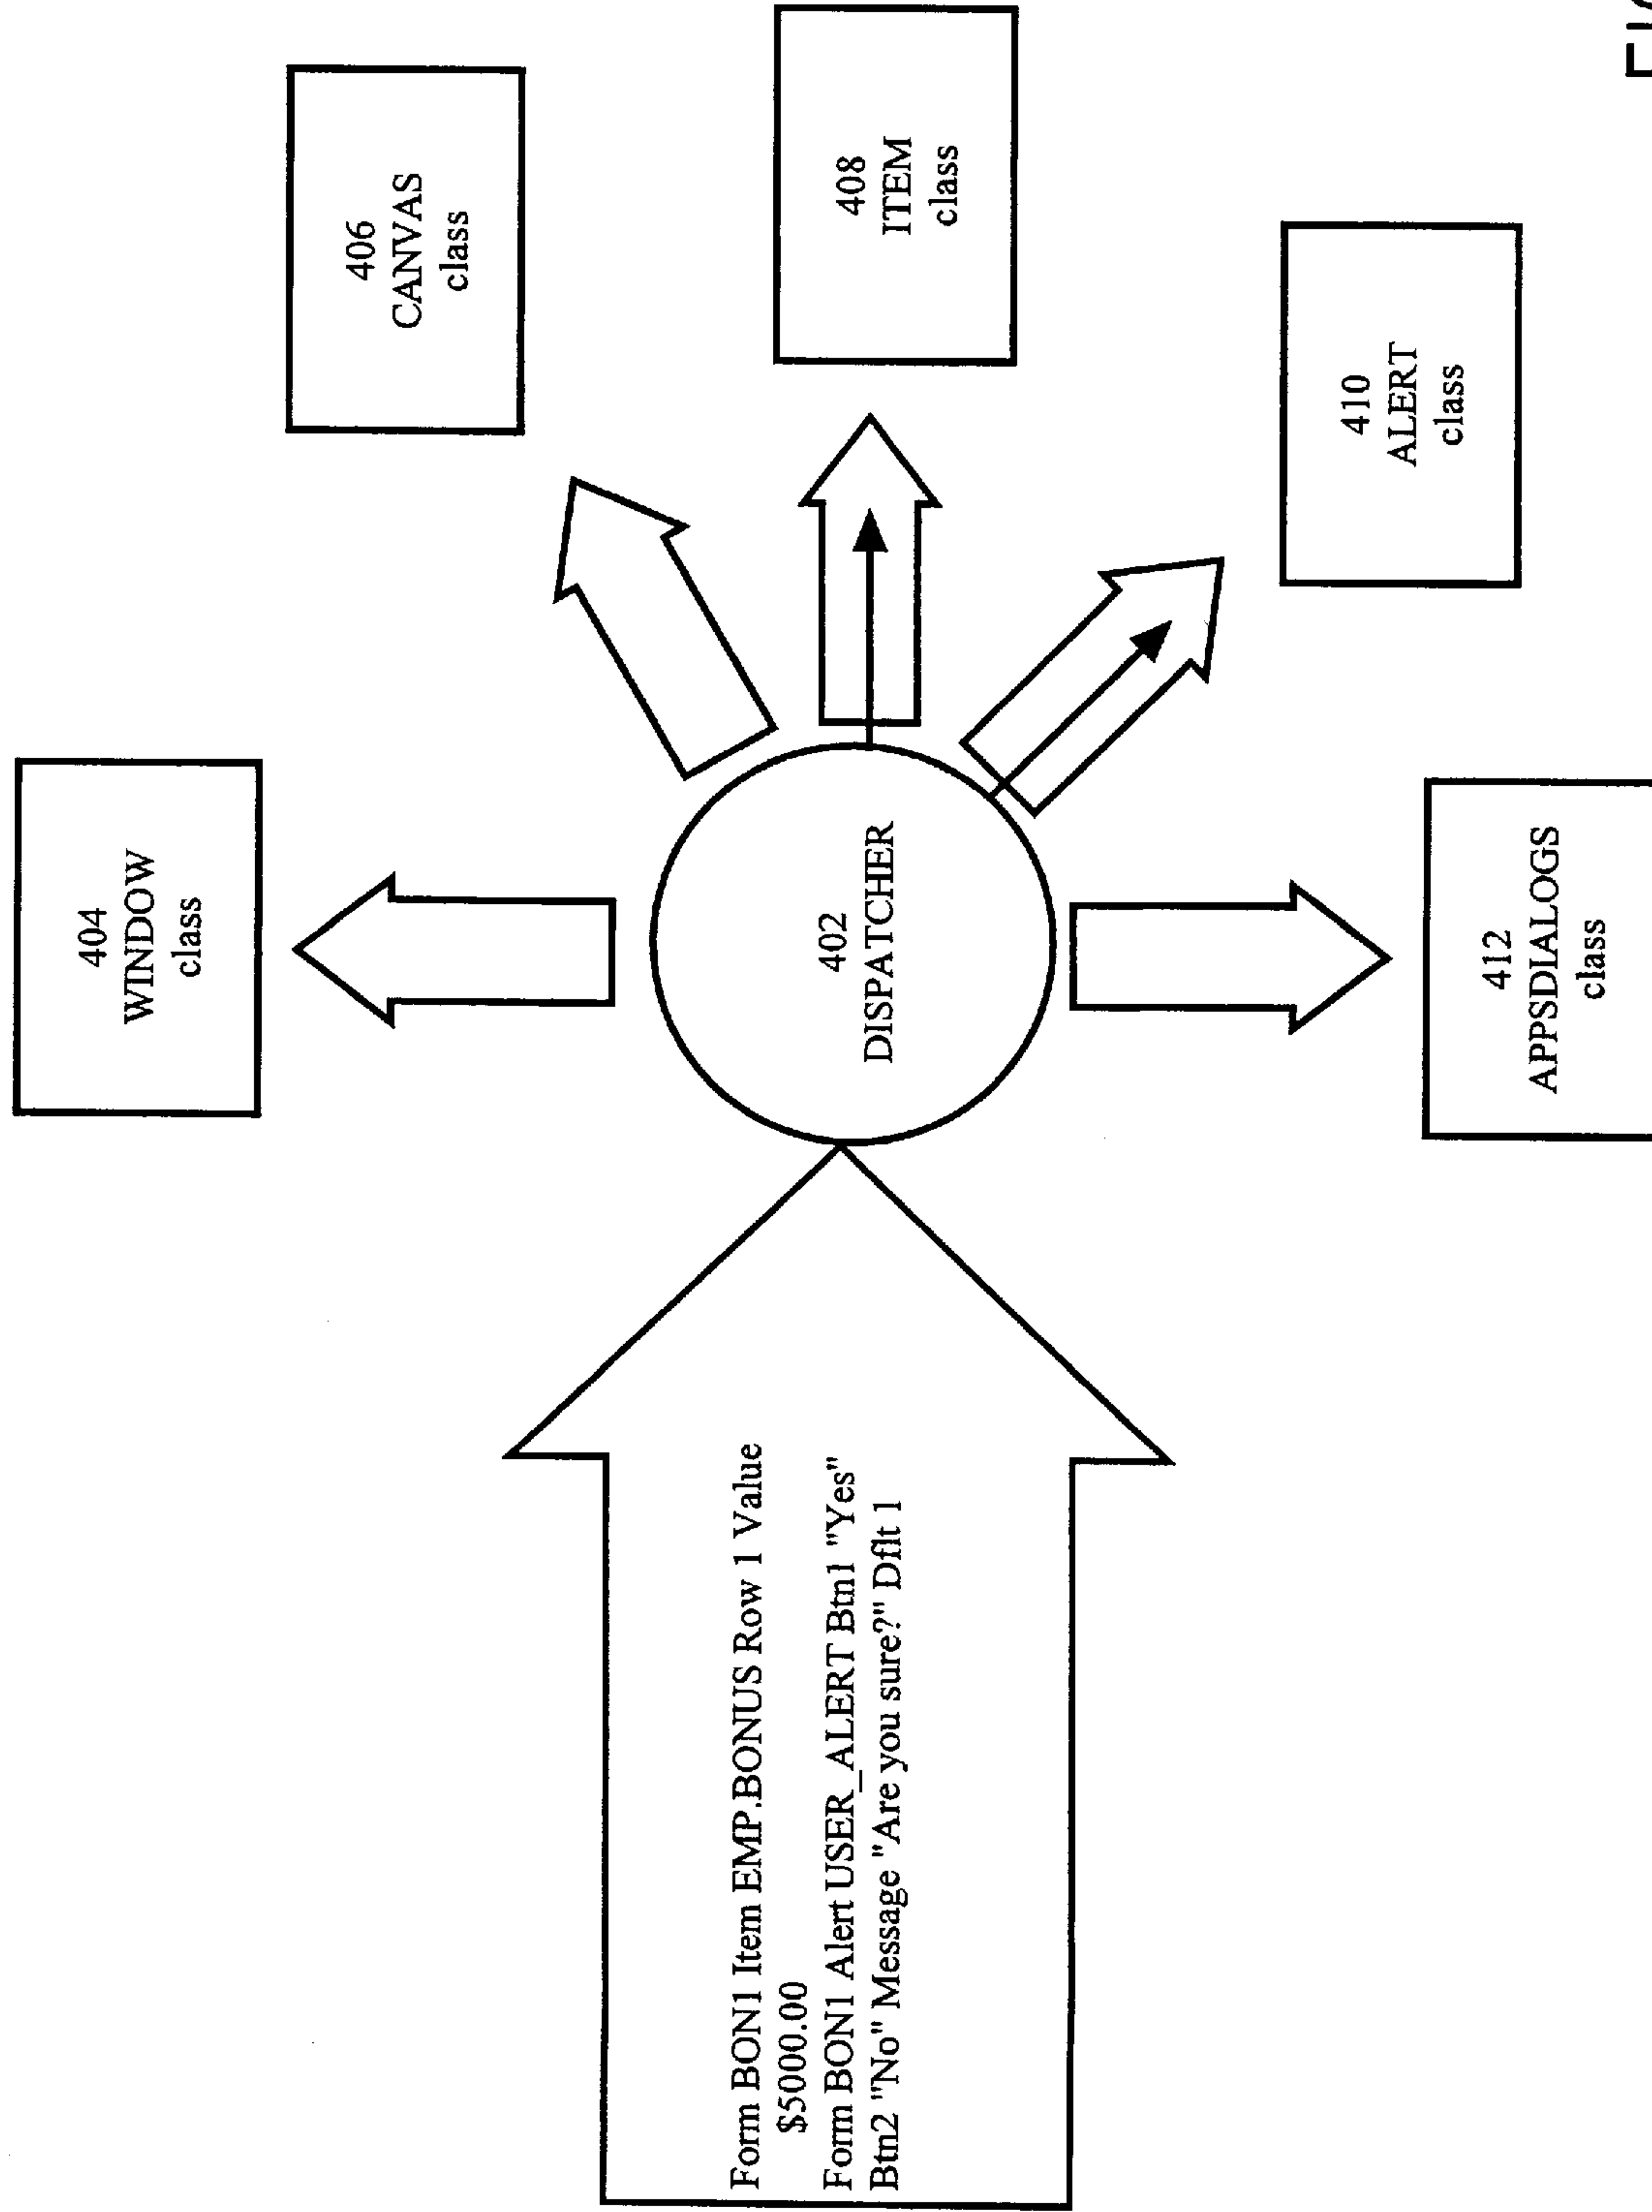 404
WINDOW
class
406
CANVAS
class
Form BON1 Item EMP.BONUS Row 1 Value
$5000.00
Form BON1 Alert USER_ALERT Btn1 "Yes"
Btn2 "No" Message "Are you sure?" Dflt 1
402
DISPATCHER
408
ITEM
class
410
ALERT
class
412
APPSDIALOGS
class